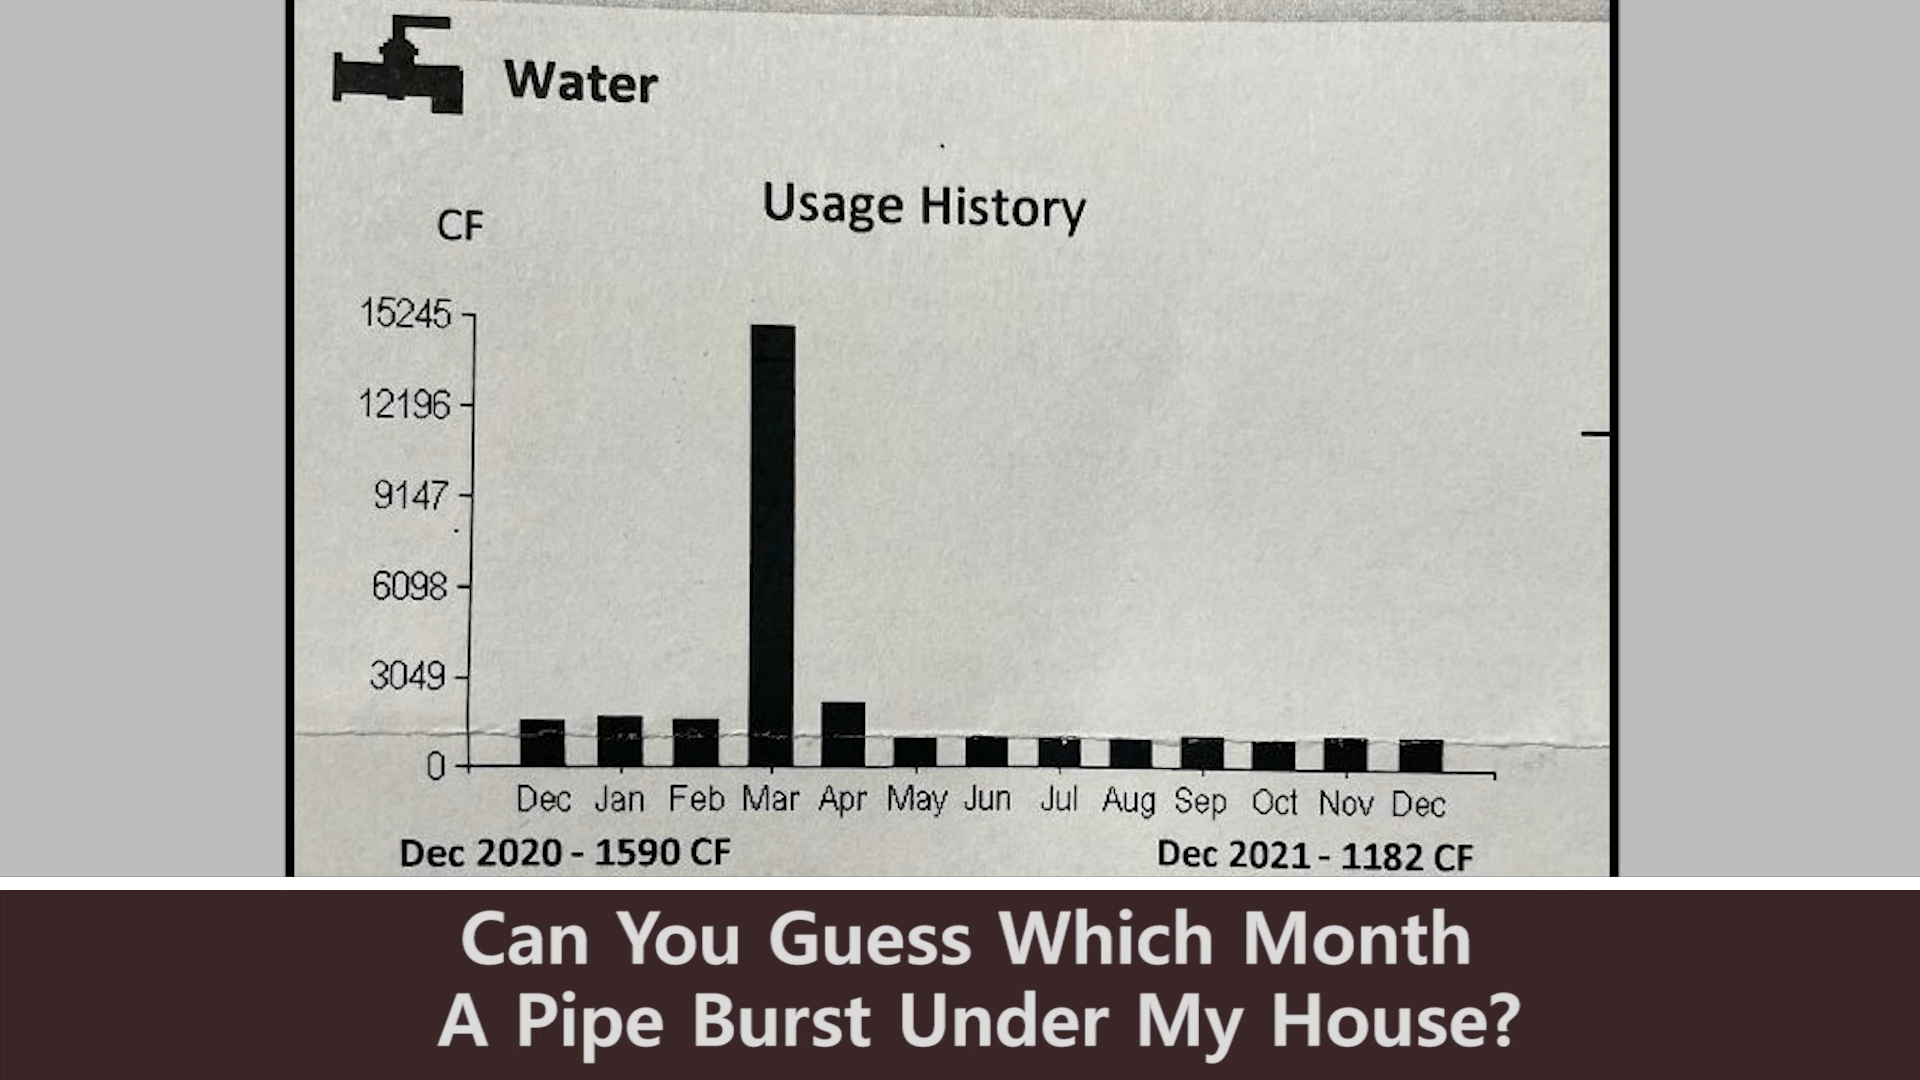 Water
Usage History
CF
15245
12196
9147
6098
3049
0
Dec Jan Feb Mar Apr May Jun Jul Aug Sep Oct Nov Dec
Dec 2020 - 1590 CF
Dec 2021 - 1182 CF
Can You Guess Which Month
A Pipe Burst Under My House?